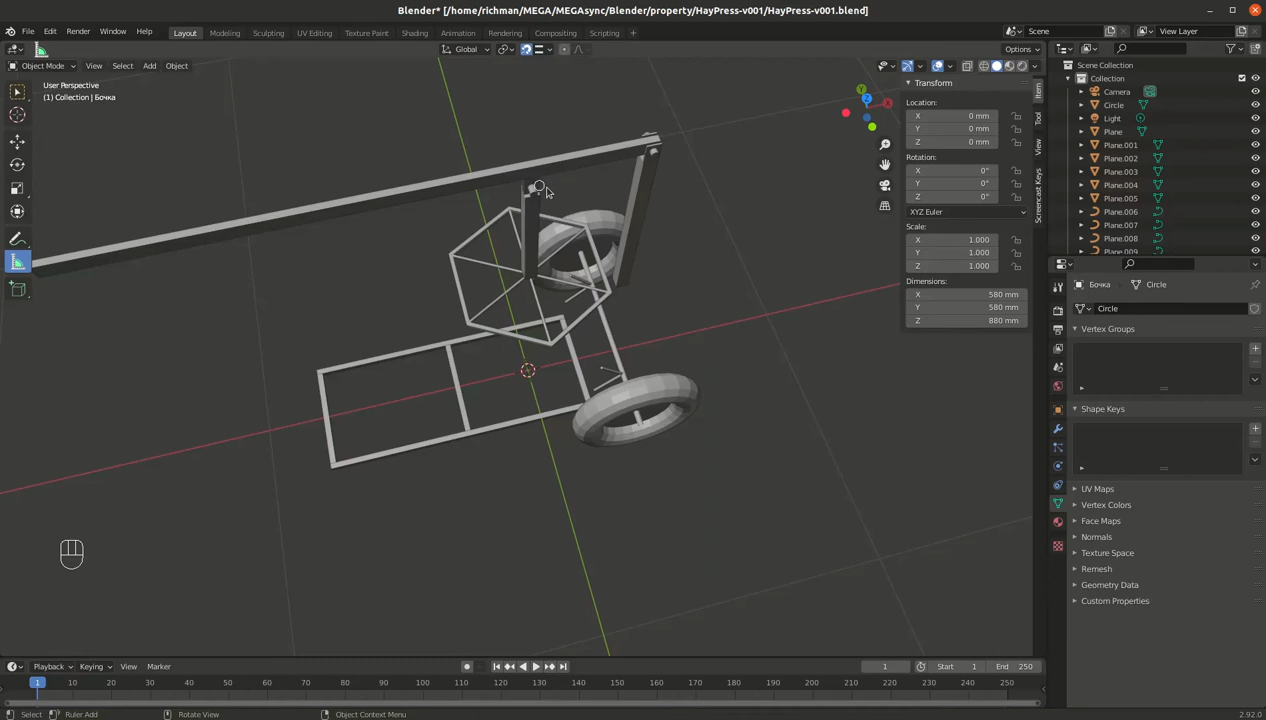 Blender* [/home/richman/MEGA/MEGAsync/Blender/property/HayPress-v001/HayPress-v001.blend]
File Edit Render Window Help Layout Modeling Sculpting UV Editing Texture Paint Shading Animation Rendering Compositing Scripting + Scene View Layer
Global Options
Object Mode View Select Add Object
User Perspective
(1) Collection | Бочка
Y
Z
X
Transform
Location:
X 0 mm
Y 0 mm
Z 0 mm
Rotation:
X 0°
Y 0°
Z 0°
XYZ Euler
Scale:
X 1.000
Y 1.000
Z 1.000
Dimensions:
X 580 mm
Y 580 mm
Z 880 mm
Item
Tool
View
Screencast Keys
Scene Collection
Collection
Camera
Circle
Light
Plane
Plane.001
Plane.002
Plane.003
Plane.004
Plane.005
Plane.006
Plane.007
Plane.008
Plane.009
Бочка Circle
Circle
Vertex Groups
Shape Keys
UV Maps
Vertex Colors
Face Maps
Normals
Texture Space
Remesh
Geometry Data
Custom Properties
Playback Keying View Marker 1 Start 1 End 250
1 10 20 30 40 50 60 70 80 90 100 110 120 130 140 150 160 170 180 190 200 210 220 230 240 250
Select Ruler Add Rotate View Object Context Menu 2.92.0